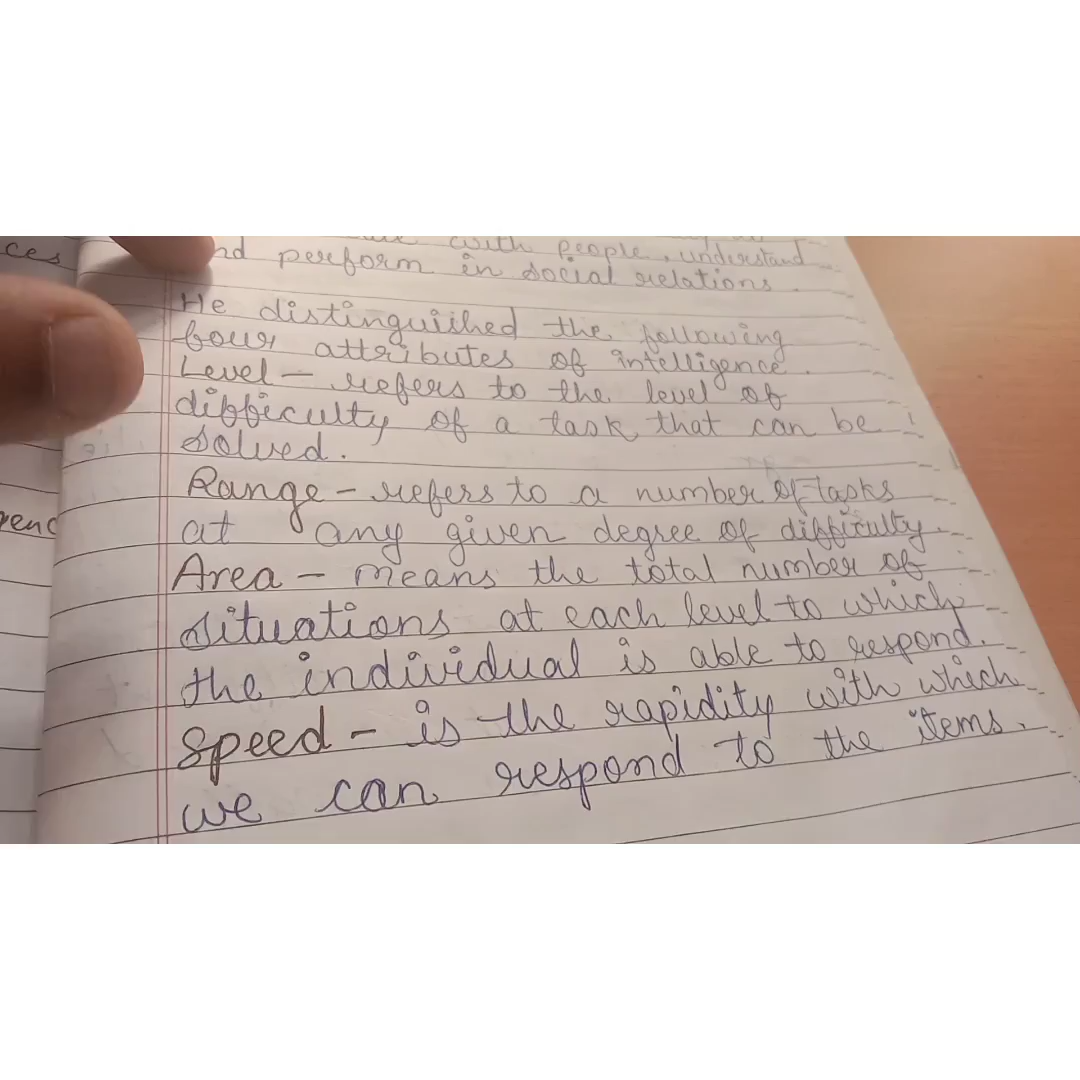 ces
with people, understand
nd perform in social relations.
He distinguished the following
four attributes of intelligence.
Level - refers to the level of
difficulty of a task that can be
solved.
Range - refers to a number of tasks
at any given degree of difficulty.
Area - means the total number of
situations at each level to which
the individual is able to respond.
Speed - is the rapidity with which
we can respond to the items.
renc